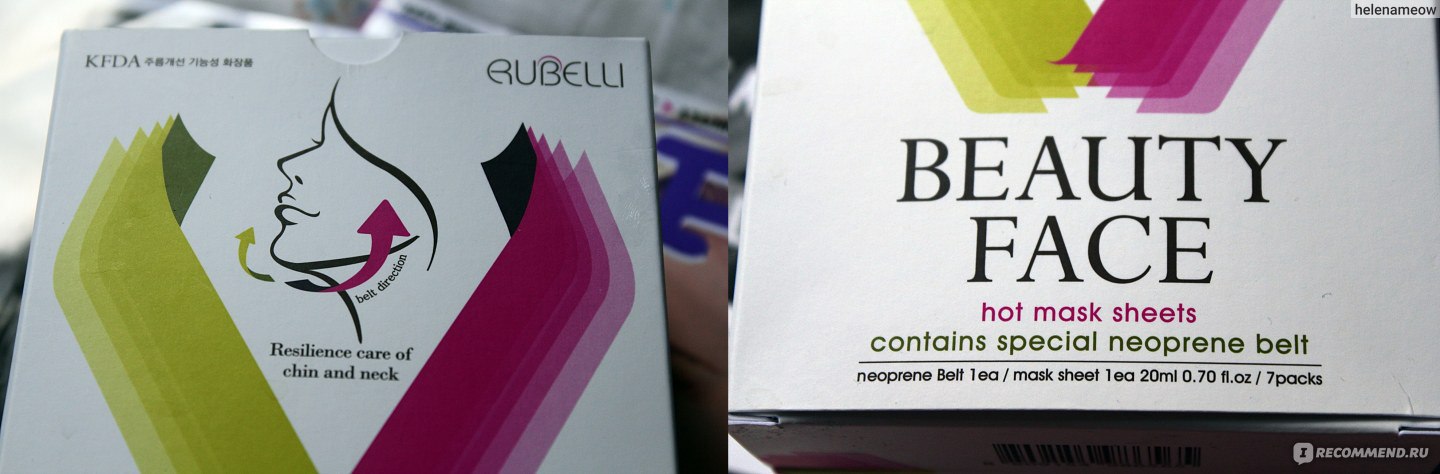 KFDA 주름개선 기능성 화장품
RUBELLI
belt direction
Resilience care of
chin and neck
helenameow
BEAUTY
FACE
hot mask sheets
contains special neoprene belt
neoprene Belt 1ea / mask sheet 1ea 20ml 0.70 fl.oz / 7packs
IRECOMMEND.RU